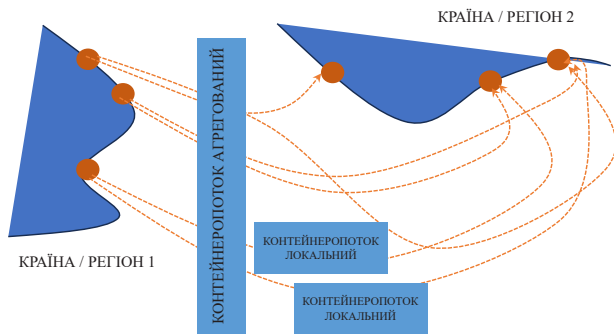 КРАЇНА / РЕГІОН 2
КОНТЕЙНЕРОПОТОК АГРЕГОВАНИЙ
КРАЇНА / РЕГІОН 1
КОНТЕЙНЕРОПОТОК
ЛОКАЛЬНИЙ
КОНТЕЙНЕРОПОТОК
ЛОКАЛЬНИЙ